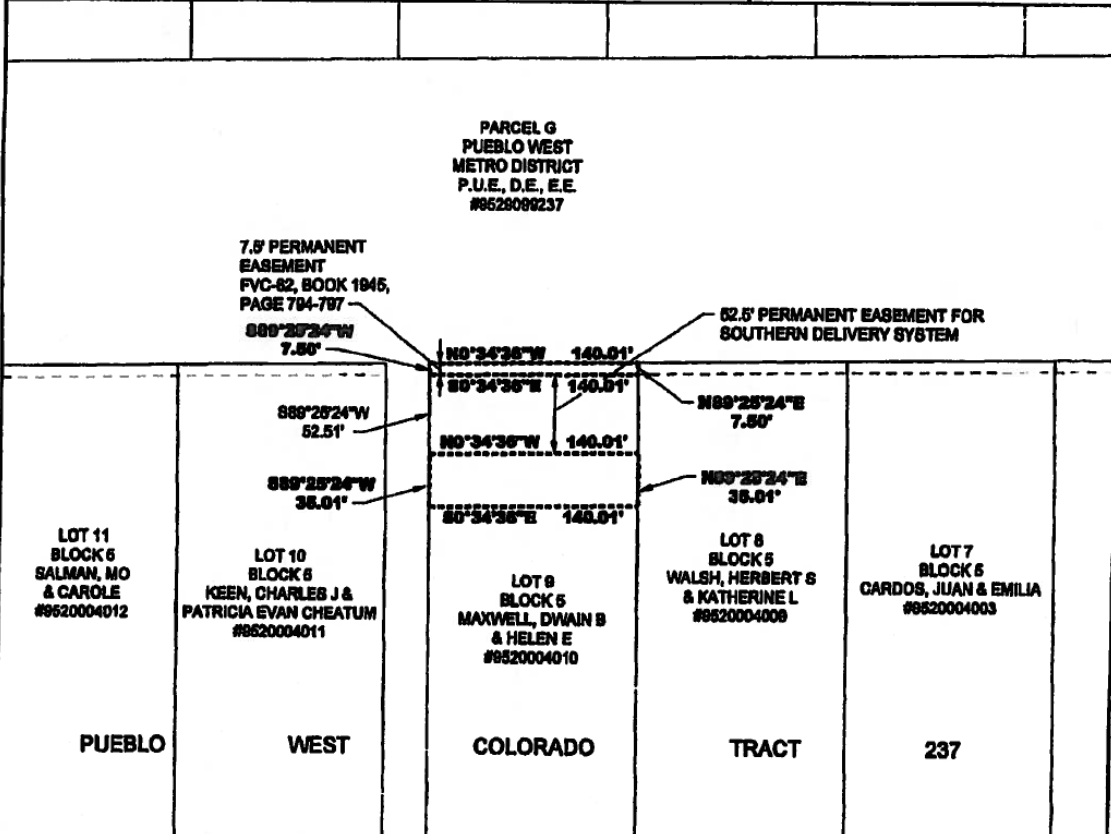 PARCEL G
PUEBLO WEST
METRO DISTRICT
P.U.E., D.E., E.E.
#9529099237
7.5' PERMANENT
EASEMENT
FVC-62, BOOK 1945,
PAGE 794-797
S89°25'24"W
7.50'
52.5' PERMANENT EASEMENT FOR
SOUTHERN DELIVERY SYSTEM
N0°34'36"W 140.01'
S0°34'36"E 140.01'
N89°25'24"E
7.50'
S89°25'24"W
52.51'
N0°34'36"W 140.01'
S89°25'24"W
35.01'
N89°25'24"E
35.01'
S0°34'36"E 140.01'
LOT 11
BLOCK 5
SALMAN, MO
& CAROLE
#9520004012
LOT 10
BLOCK 5
KEEN, CHARLES J &
PATRICIA EVAN CHEATUM
#9520004011
LOT 9
BLOCK 5
MAXWELL, DWAIN B
& HELEN E
#9520004010
LOT 8
BLOCK 5
WALSH, HERBERT S
& KATHERINE L
#9520004009
LOT 7
BLOCK 5
CARDOS, JUAN & EMILIA
#9520004003
PUEBLO WEST COLORADO TRACT 237